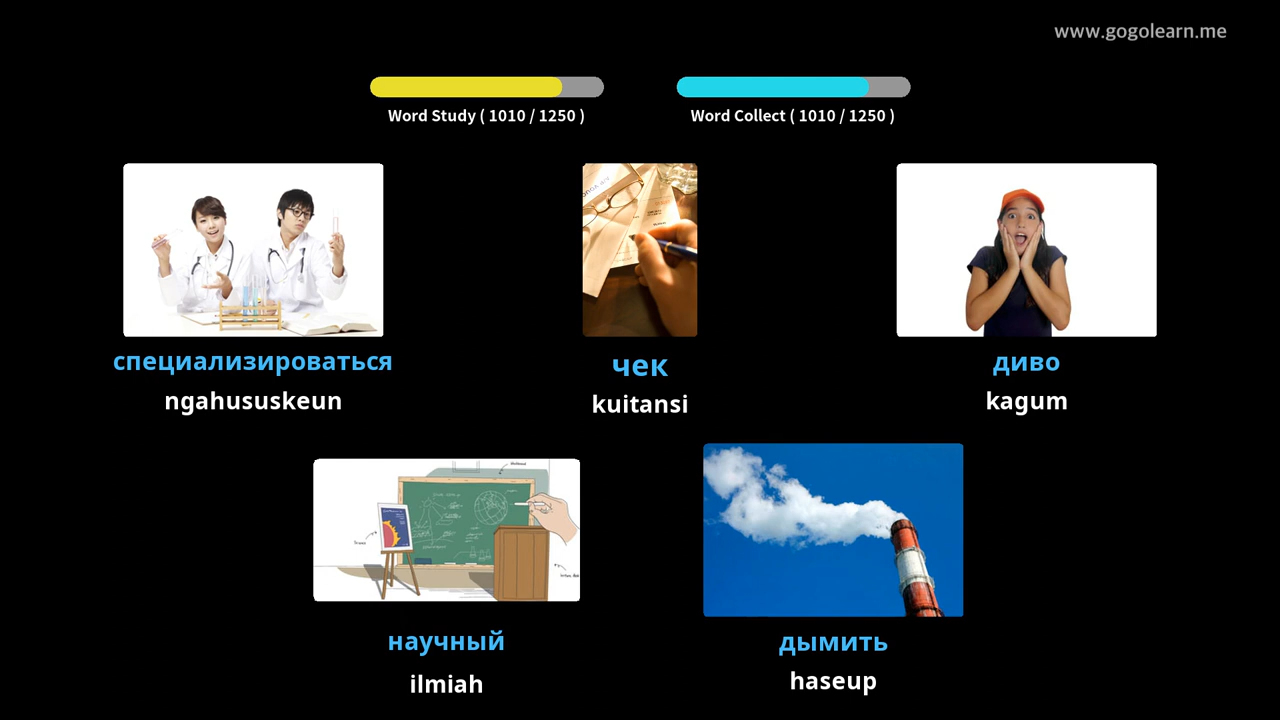 www.gogolearn.me
Word Study ( 1010 / 1250 )
Word Collect ( 1010 / 1250 )
специализироваться
ngahususkeun
чек
kuitansi
диво
kagum
научный
ilmiah
дымить
haseup